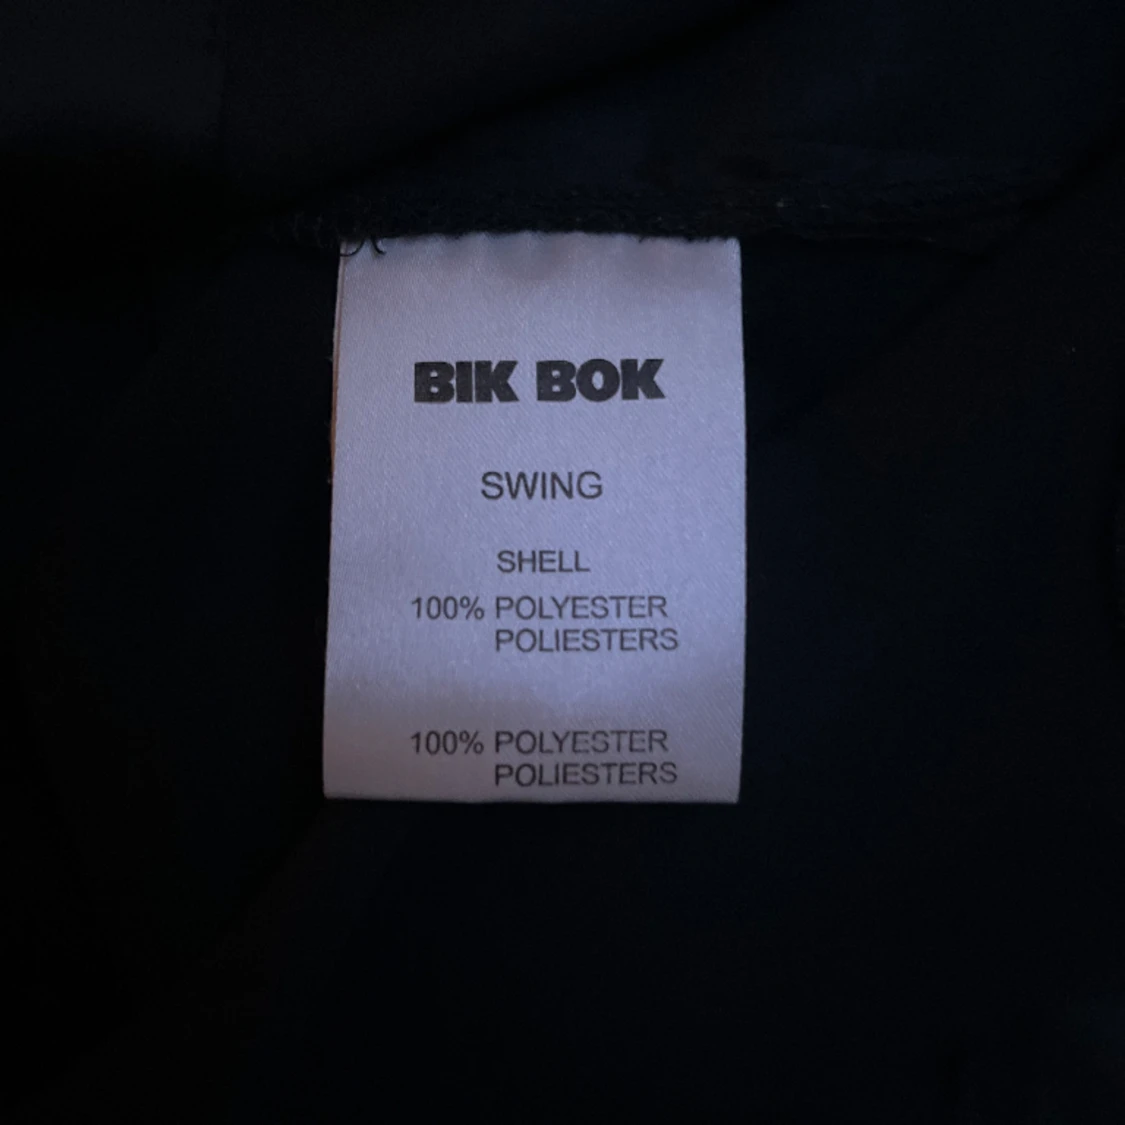 BIK BOK
SWING
SHELL
100% POLYESTER
POLIESTERS
100% POLYESTER
POLIESTERS